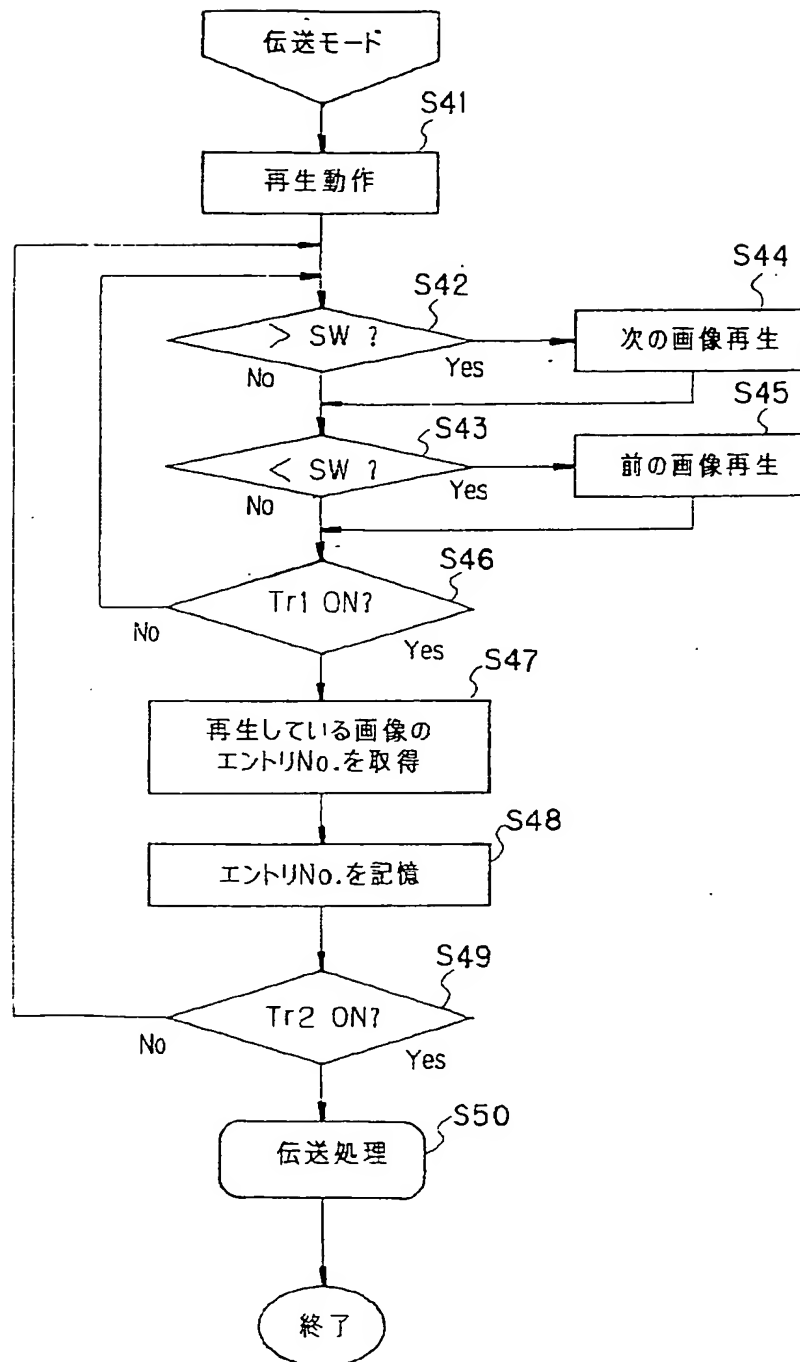 伝送モード
S41
再生動作
S42
> SW ?
No
Yes
S44
次の画像再生
S43
< SW ?
No
Yes
S45
前の画像再生
S46
Tr1 ON?
No
Yes
S47
再生している画像の
エントリNo.を取得
S48
エントリNo.を記憶
S49
Tr2 ON?
No
Yes
S50
伝送処理
終了